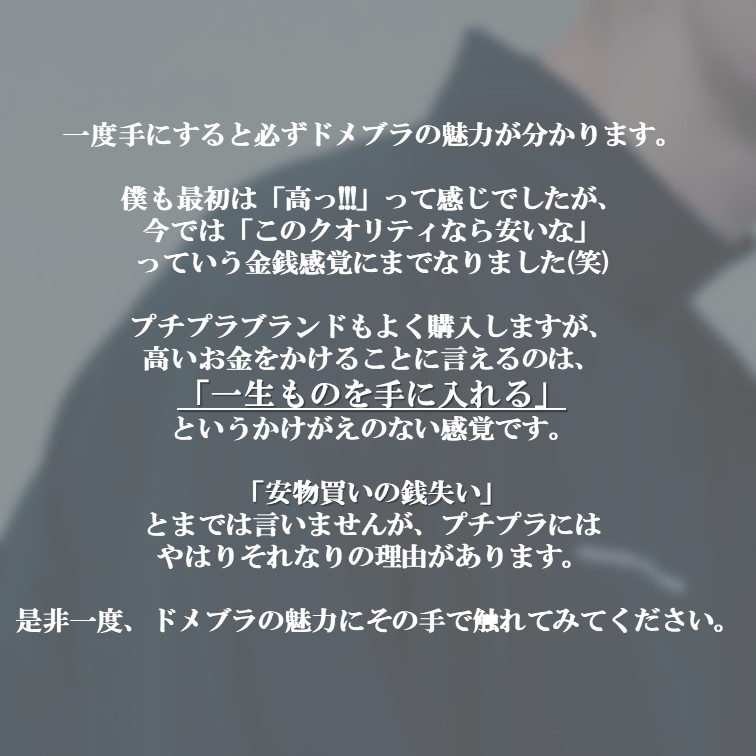 一度手にすると必ずドメブラの魅力が分かります。
僕も最初は「高っ!!!」って感じでしたが、
今では「このクオリティなら安いな」
っていう金銭感覚にまでなりました(笑)
プチプラブランドもよく購入しますが、
高いお金をかけることに言えるのは、
「一生ものを手に入れる」
というかけがえのない感覚です。
「安物買いの銭失い」
とまでは言いませんが、プチプラには
やはりそれなりの理由があります。
是非一度、ドメブラの魅力にその手で触れてみてください。